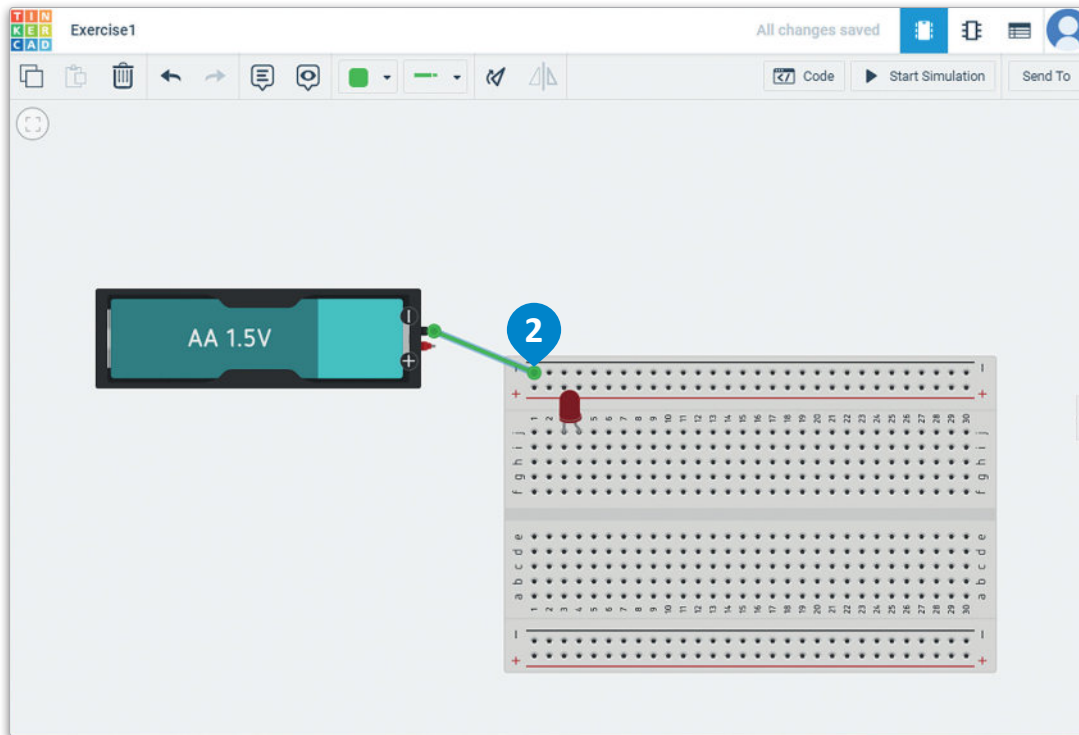 TIN
KER
CAD
Exercise1
All changes saved
Code
Start Simulation
Send To
AA 1.5V
2
− −
+ +
1 2 3 4 5 6 7 8 9 10 11 12 13 14 15 16 17 18 19 20 21 22 23 24 25 26 27 28 29 30
j j
i i
h h
g g
f f
e e
d d
c c
b b
a a
1 2 3 4 5 6 7 8 9 10 11 12 13 14 15 16 17 18 19 20 21 22 23 24 25 26 27 28 29 30
− −
+ +